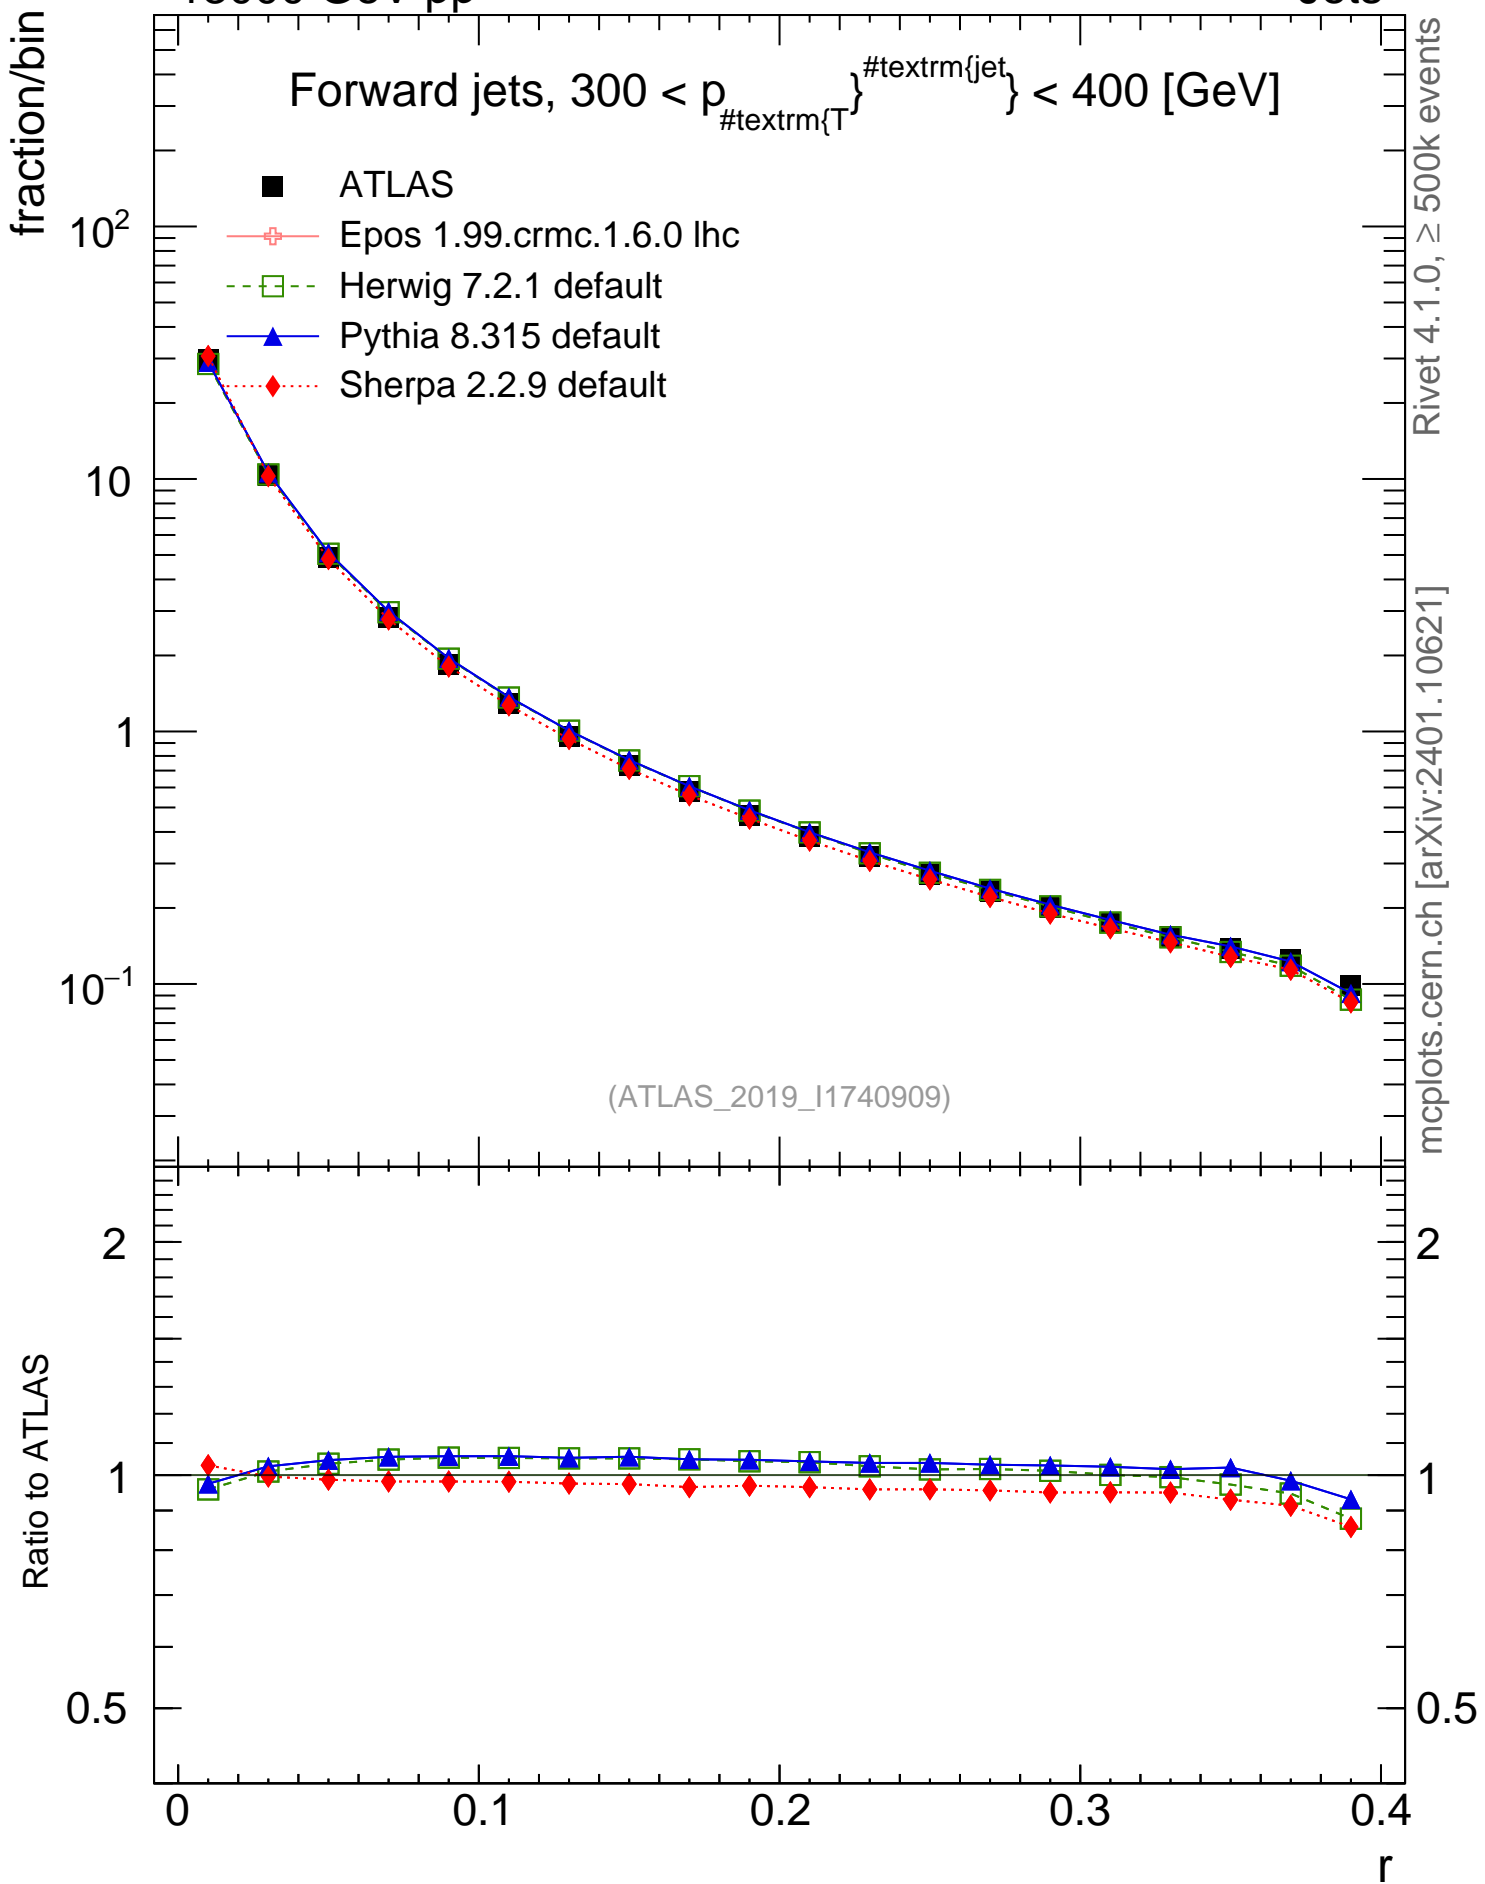 fraction/bin
Forward jets, 300 < p_#textrm{T}}^#textrm{jet}} < 400 [GeV]
ATLAS
Epos 1.99.crmc.1.6.0 lhc
Herwig 7.2.1 default
Pythia 8.315 default
Sherpa 2.2.9 default
10²
10
1
10⁻¹
(ATLAS_2019_I1740909)
Rivet 4.1.0, ≥ 500k events
mcplots.cern.ch [arXiv:2401.10621]
Ratio to ATLAS
2
1
0.5
2
1
0.5
0 0.1 0.2 0.3 0.4
r